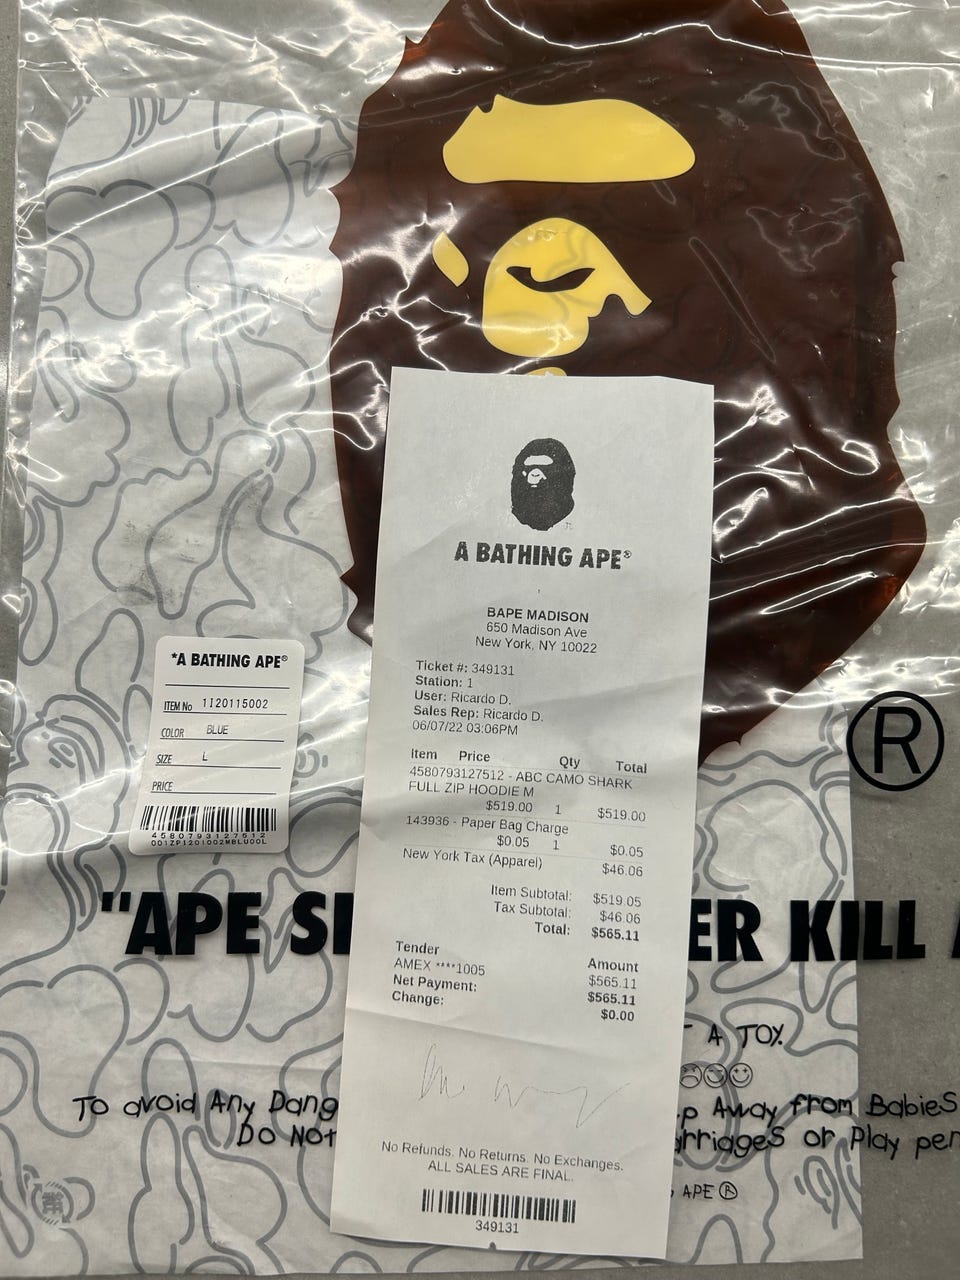 A BATHING APE®
BAPE MADISON
650 Madison Ave
New York, NY 10022
Ticket #: 349131
Station: 1
User: Ricardo D.
Sales Rep: Ricardo D.
06/07/22 03:06PM
Item Price Qty Total
4580793127512 - ABC CAMO SHARK
FULL ZIP HOODIE M
$519.00 1 $519.00
143936 - Paper Bag Charge
$0.05 1 $0.05
New York Tax (Apparel) $46.06
Item Subtotal: $519.05
Tax Subtotal: $46.06
Total: $565.11
Tender Amount
AMEX ****1005 $565.11
Net Payment: $565.11
Change: $0.00
No Refunds. No Returns. No Exchanges.
ALL SALES ARE FINAL.
349131
*A BATHING APE®
ITEM No 1I20115002
COLOR BLUE
SIZE L
PRICE
4580793127512
001ZPI201002MBLU00L
®
"APE S ER KILL
A TOY
To avoid Any Dang p Away from Babies
Do Not arriages or Play pen
APE ®